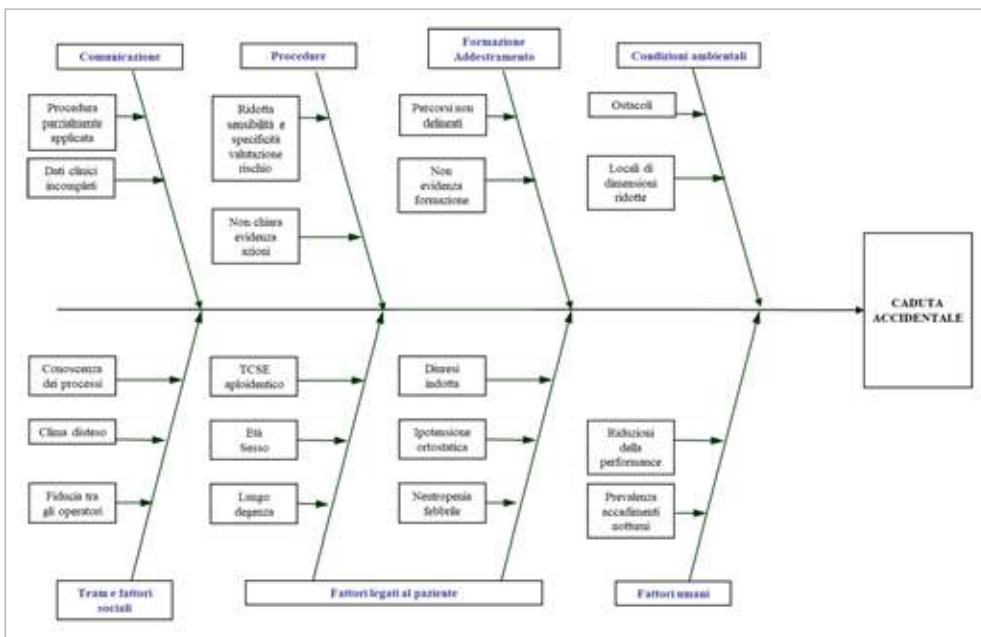 Comunicazione
Procedure
Formazione
Addestramento
Condizioni ambientali
Procedura
parzialmente
applicata
Dati clinici
incompleti
Ridotta
sensibilità e
specificità
valutazione
rischio
Non chiara
evidenza
azioni
Percorsi non
delineati
Non
evidenza
formazione
Ostacoli
Locali di
dimensioni
ridotte
CADUTA
ACCIDENTALE
Conoscenza
dei processi
Clima disteso
Fiducia tra
gli operatori
TCSE
aploidentico
Età
Sesso
Lungo
degenza
Diuresi
indotta
Ipotensione
ortostatica
Neutropenia
febbrile
Riduzioni
della
performance
Prevalenza
accadimenti
notturni
Team e fattori
sociali
Fattori legati al paziente
Fattori umani